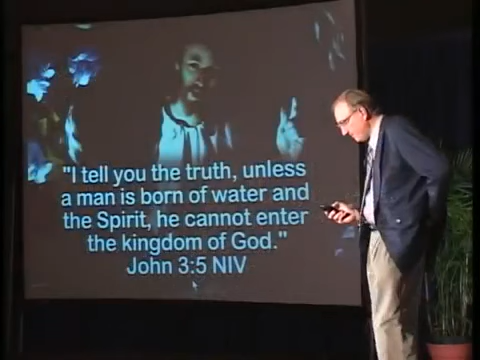 "I tell you the truth, unless
a man is born of water and
the Spirit, he cannot enter
the kingdom of God."
John 3:5 NIV